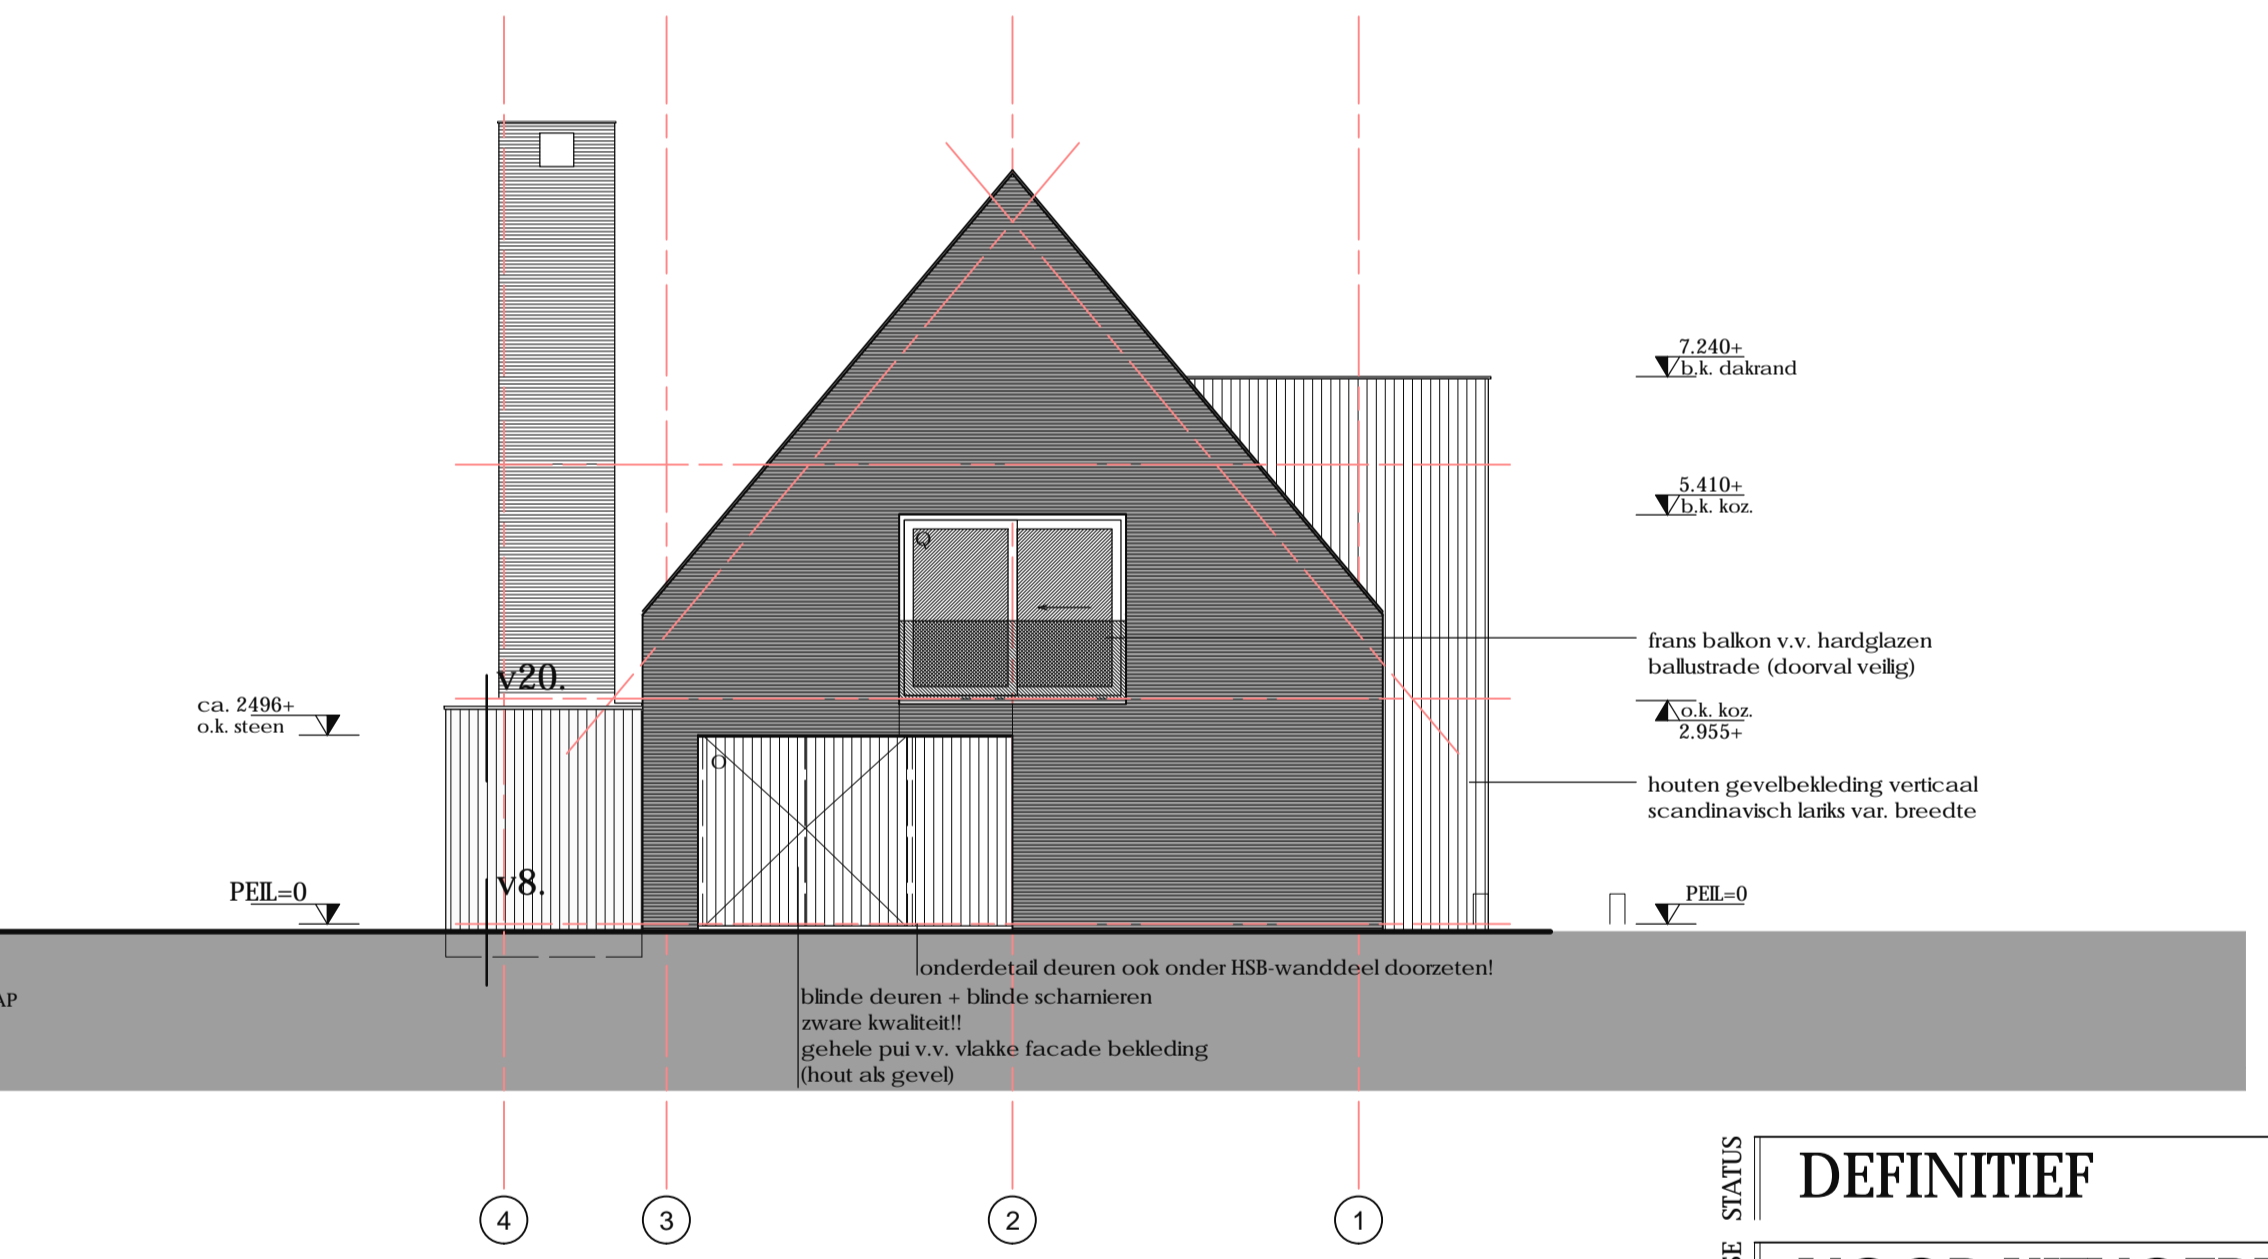 7.240+
b.k. dakrand
5.410+
b.k. koz.
Q
frans balkon v.v. hardglazen
ballustrade (doorval veilig)
v20.
ca. 2496+
o.k. steen
o.k. koz.
2.955+
O
houten gevelbekleding verticaal
scandinavisch lariks var. breedte
v8.
PEIL=0
PEIL=0
onderdetail deuren ook onder HSB-wanddeel doorzeten!
blinde deuren + blinde scharnieren
zware kwaliteit!!
gehele pui v.v. vlakke facade bekleding
(hout als gevel)
AP
STATUS
DEFINITIEF
4
3
2
1